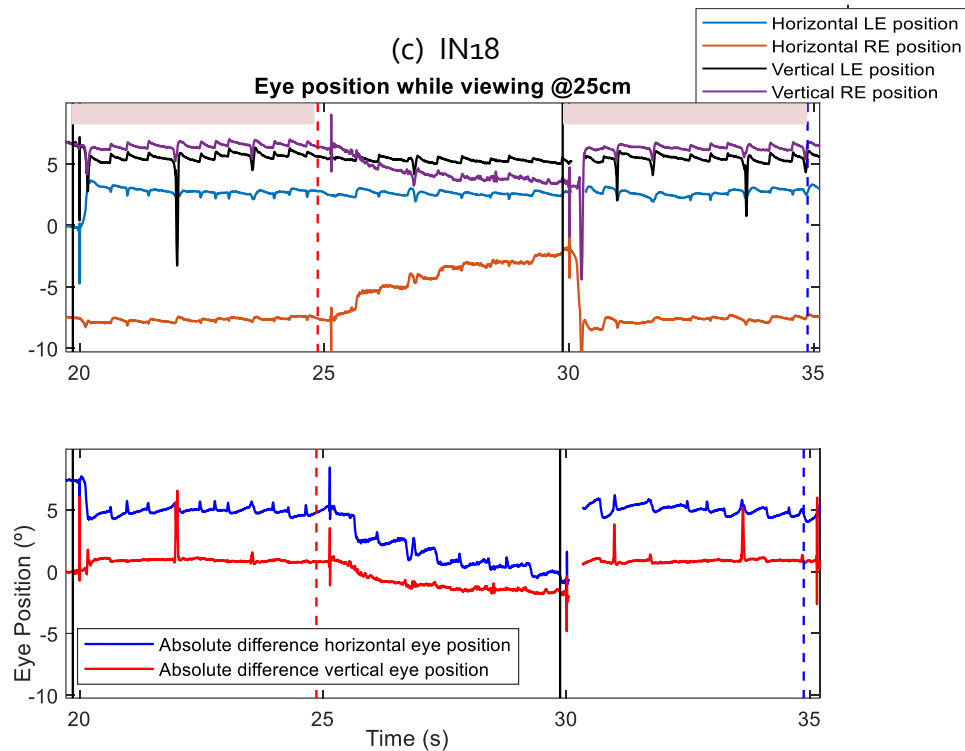 Horizontal LE position
Horizontal RE position
Vertical LE position
Vertical RE position
(c) IN18
Eye position while viewing @25cm
5
0
-5
-10
20
25
30
35
5
0
-5
-10
Eye Position (º)
Absolute difference horizontal eye position
Absolute difference vertical eye position
20
25
30
35
Time (s)